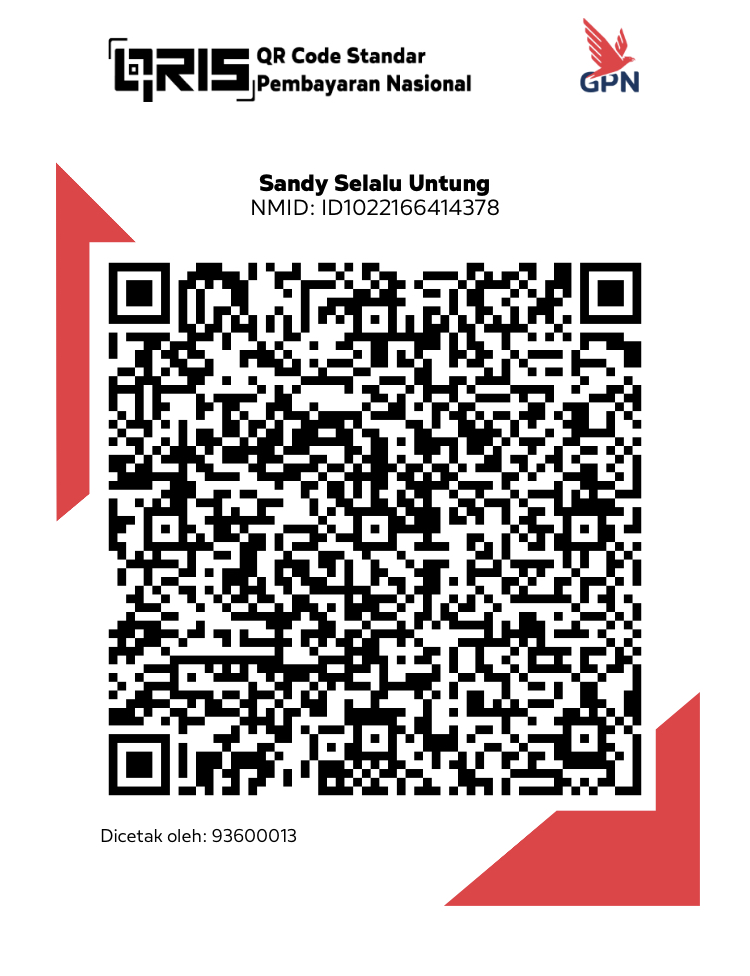 QRIS QR Code Standar
Pembayaran Nasional
GPN
Sandy Selalu Untung
NMID: ID1022166414378
Dicetak oleh: 93600013